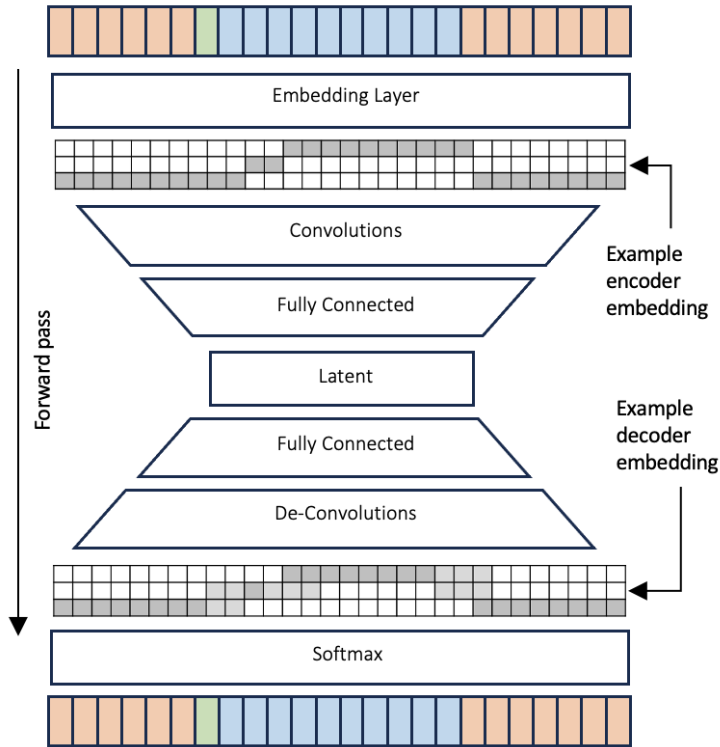 Embedding Layer
Convolutions
Example
encoder
embedding
Fully Connected
Forward pass
Latent
Example
decoder
embedding
Fully Connected
De-Convolutions
Softmax